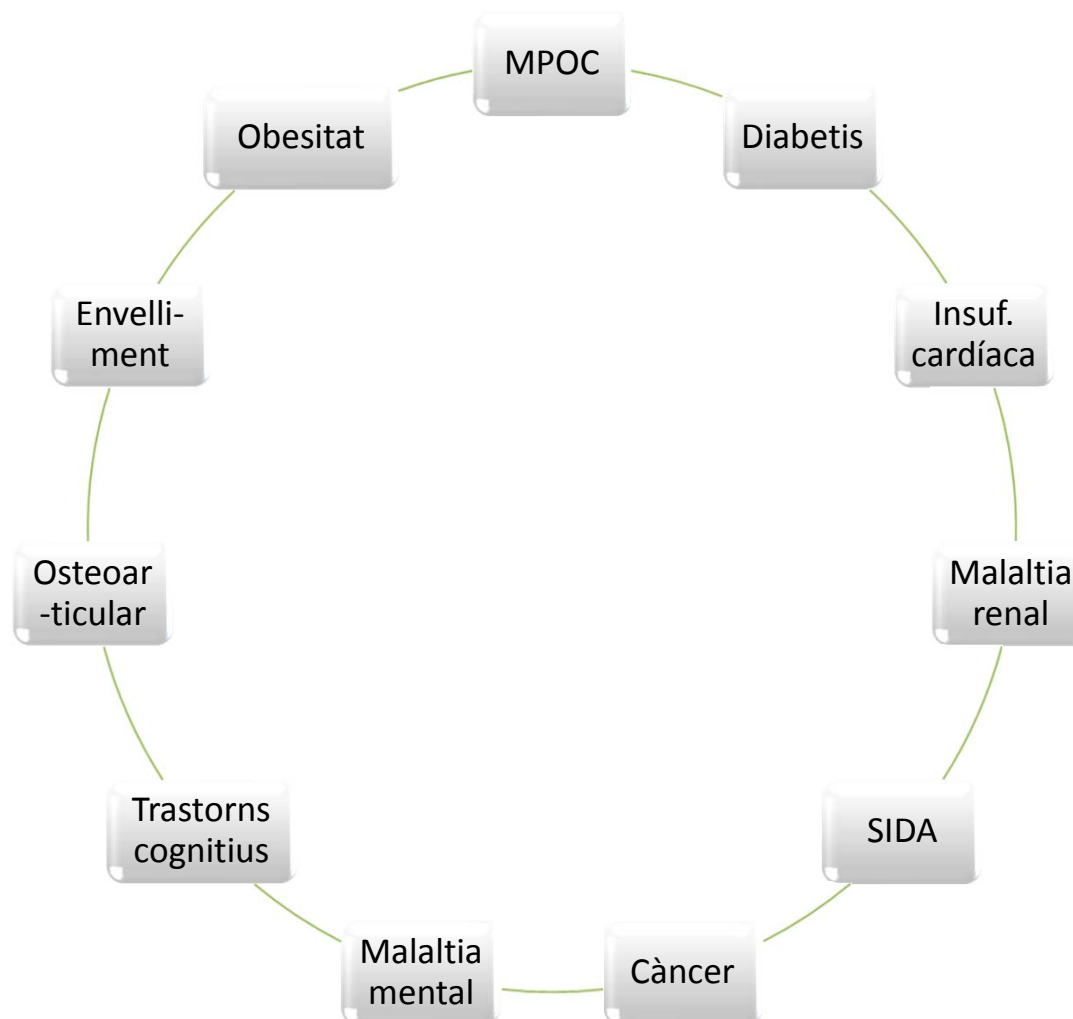 MPOC
Diabetis
Insuf.
cardíaca
Malaltia
renal
SIDA
Càncer
Malaltia
mental
Trastorns
cognitius
Osteoar
-ticular
Envelli-
ment
Obesitat